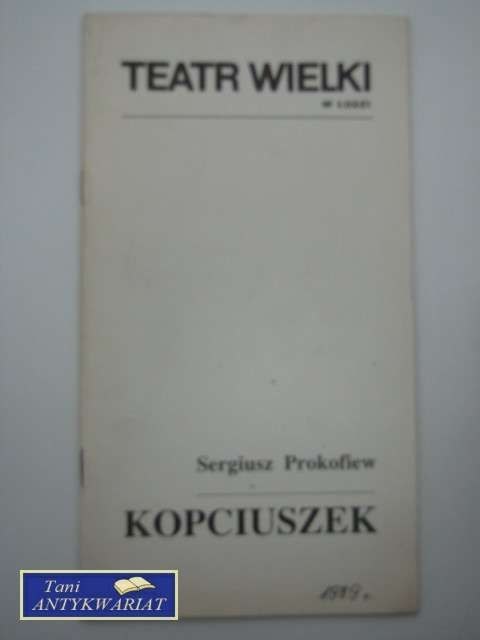 TEATR WIELKI
W ŁODZI
Sergiusz Prokofiew
KOPCIUSZEK
1989 r
Tani
ANTYKWARIAT